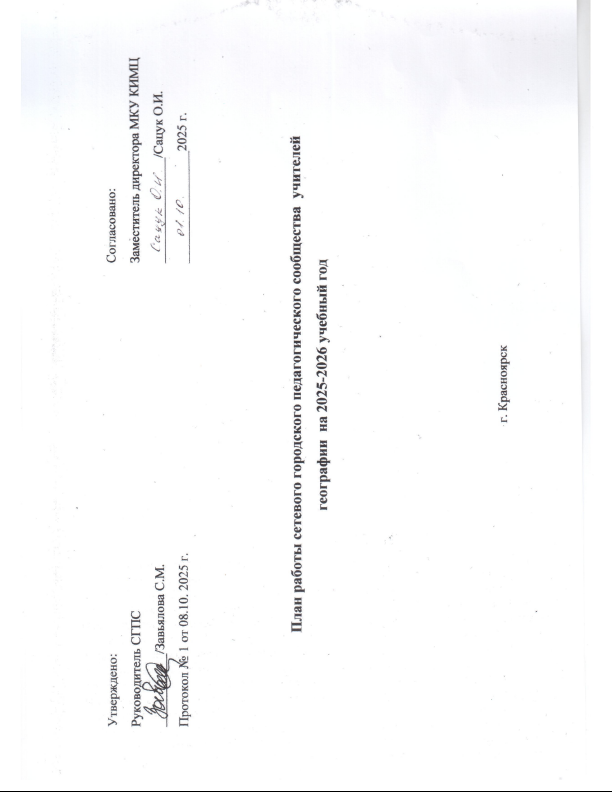 Утверждено:
Руководитель СГПС
/Завьялова С.М.
Протокол № 1 от 08.10. 2025 г.
Согласовано:
Заместитель директора МКУ КИМЦ
Сацук О.И /Сацук О.И.
01.10. 2025 г.
План работы сетевого городского педагогического сообщества учителей
географии на 2025-2026 учебный год
г. Красноярск